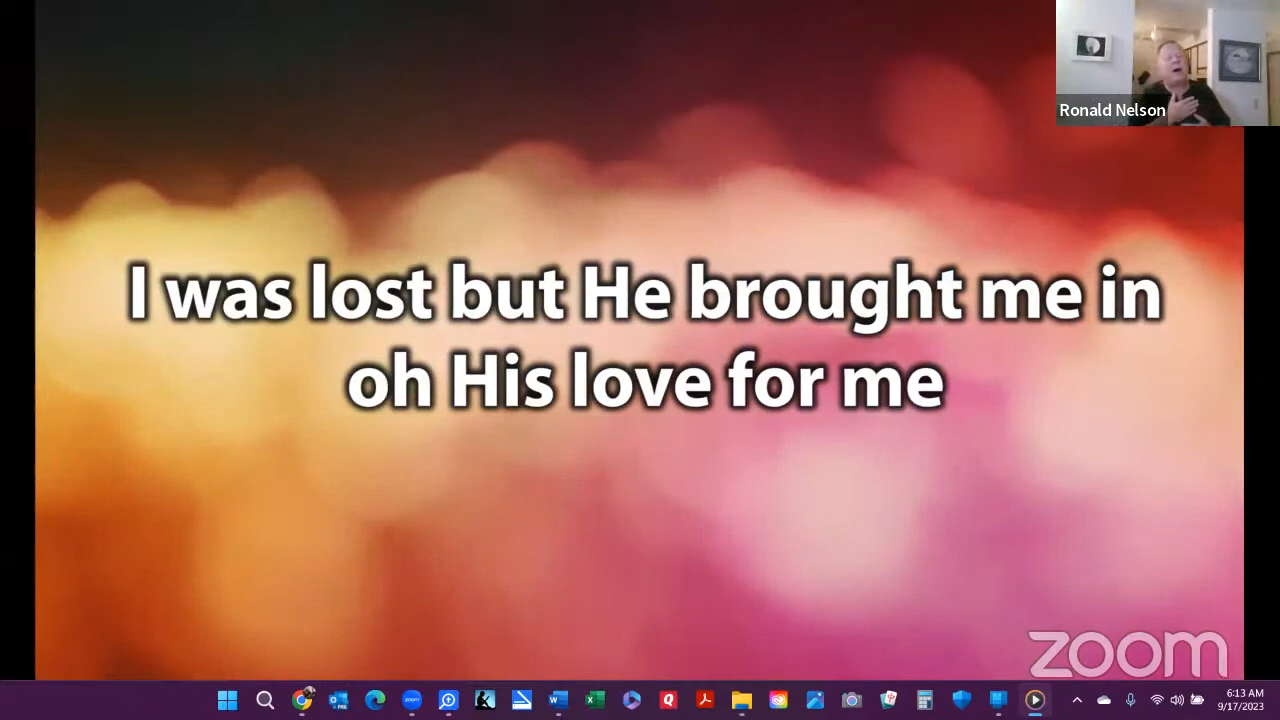 Ronald Nelson
I was lost but He brought me in
oh His love for me
zoom
6:13 AM
9/17/2023